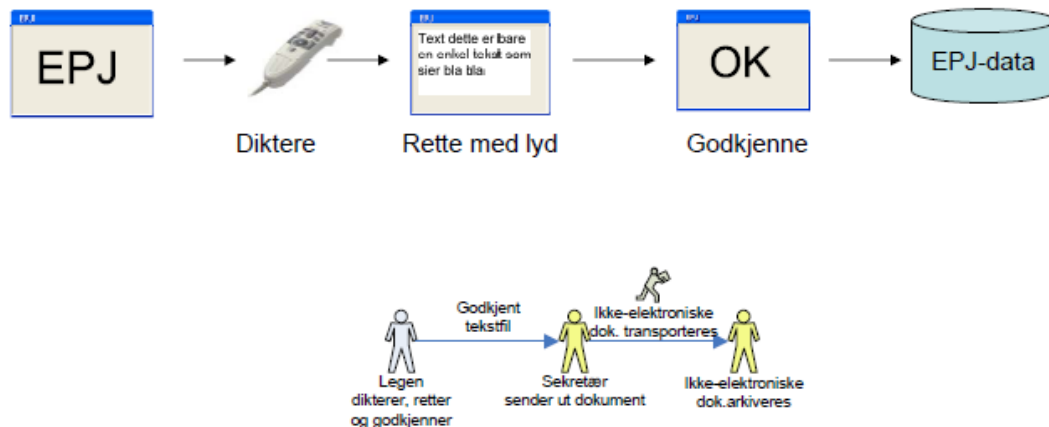 EPJ
EPJ
Text dette er bare
en enkel tekst som
sier bla bla
EPJ
OK
EPJ-data
Diktere
Rette med lyd
Godkjenne
Godkjent
tekstfil
Ikke-elektroniske
dok. transporteres
Legen
dikterer, retter
og godkjenner
Sekretær
sender ut dokument
Ikke-elektroniske
dok.arkiveres